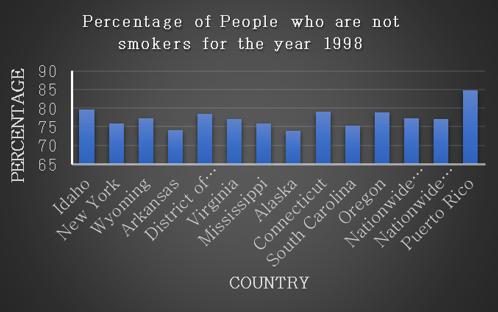 Percentage of People who are not
smokers for the year 1998
PERCENTAGE
90
85
80
75
70
65
Idaho
New York
Wyoming
Arkansas
District of…
Virginia
Mississippi
Alaska
Connecticut
South Carolina
Oregon
Nationwide…
Nationwide…
Puerto Rico
COUNTRY